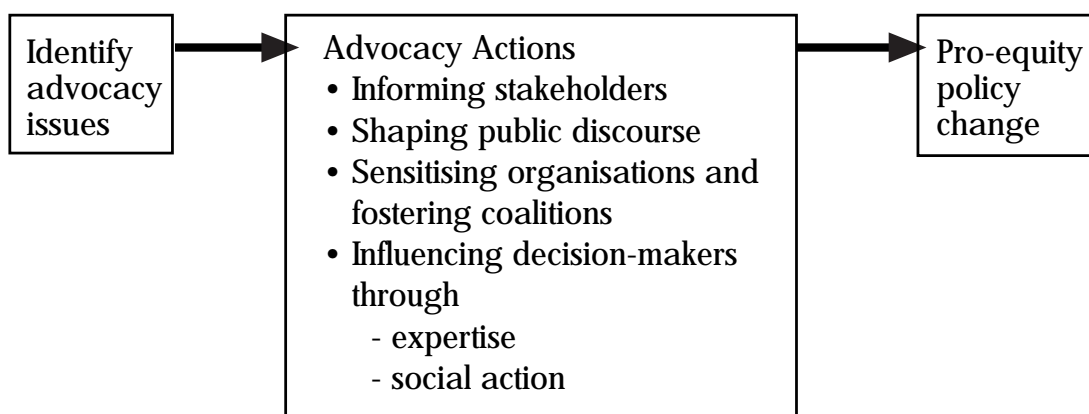 Identify
advocacy
issues
Advocacy Actions
• Informing stakeholders
• Shaping public discourse
• Sensitising organisations and
fostering coalitions
• Influencing decision-makers
through
- expertise
- social action
Pro-equity
policy
change